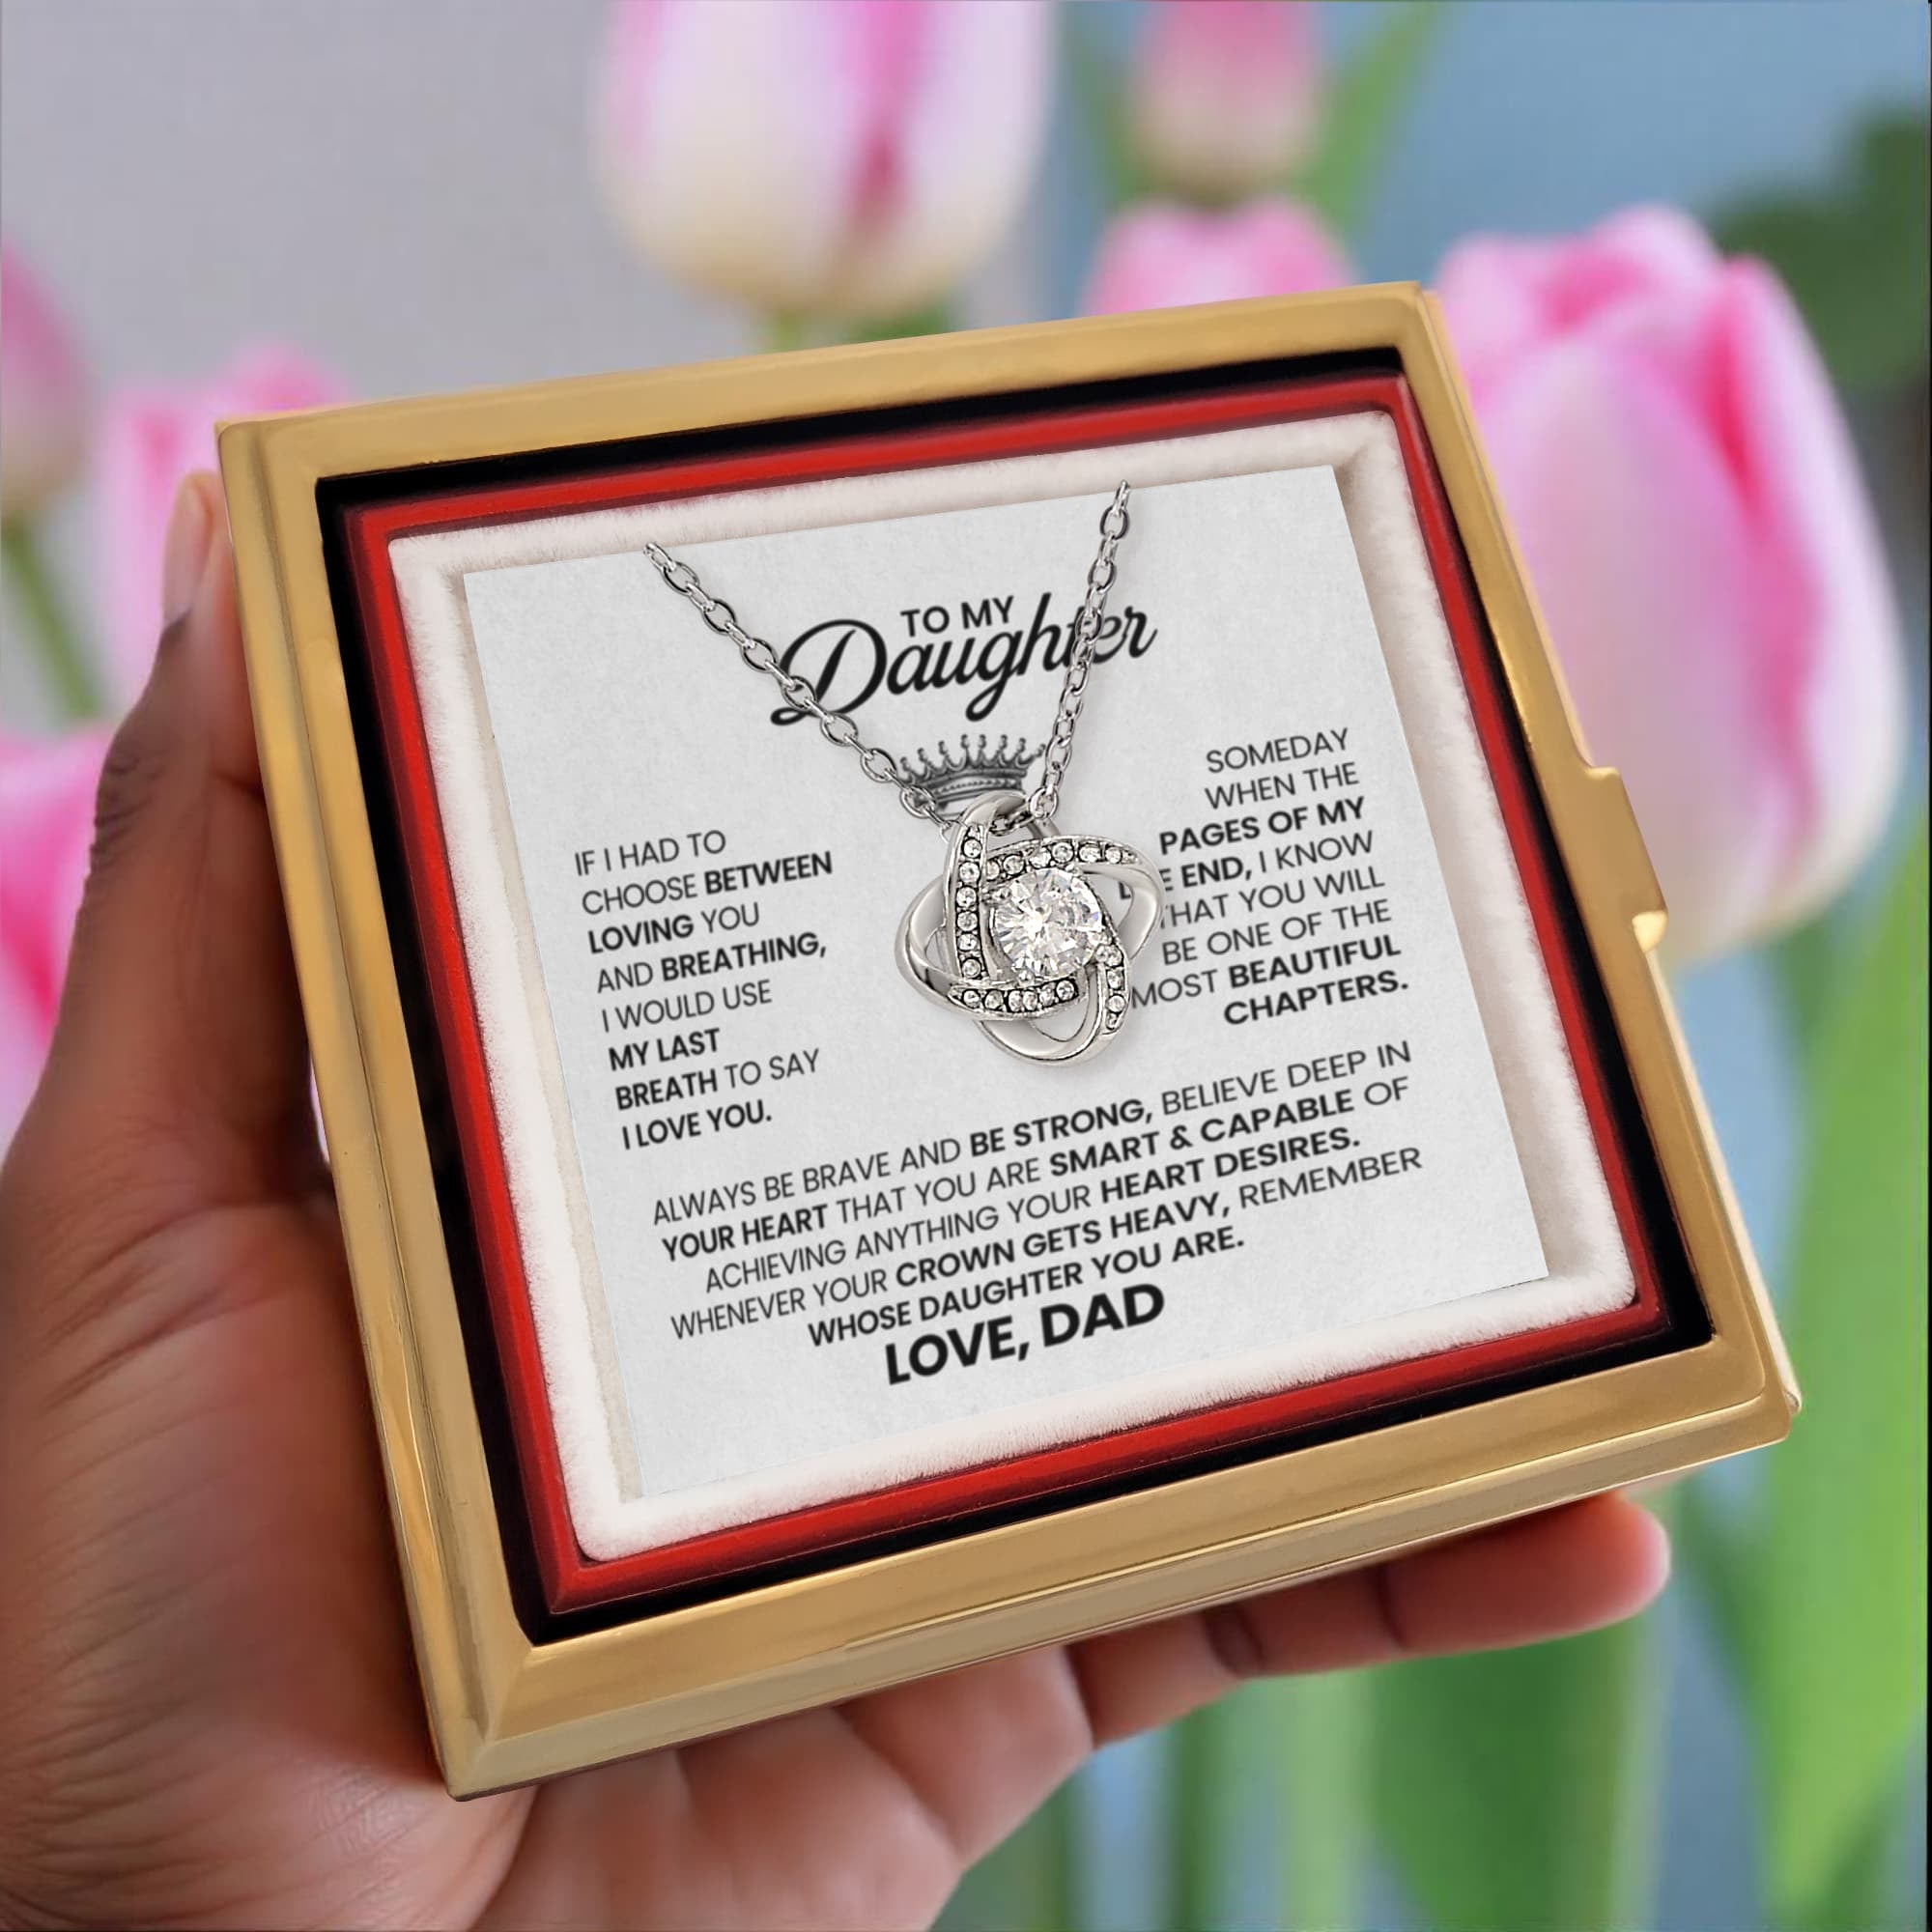 TO MY
Daughter
IF I HAD TO
CHOOSE BETWEEN
LOVING YOU
AND BREATHING,
I WOULD USE
MY LAST
BREATH TO SAY
I LOVE YOU.
SOMEDAY
WHEN THE
PAGES OF MY
END, I KNOW
THAT YOU WILL
BE ONE OF THE
MOST BEAUTIFUL
CHAPTERS.
ALWAYS BE BRAVE AND BE STRONG, BELIEVE DEEP IN
YOUR HEART THAT YOU ARE SMART & CAPABLE OF
ACHIEVING ANYTHING YOUR HEART DESIRES.
WHENEVER YOUR CROWN GETS HEAVY, REMEMBER
WHOSE DAUGHTER YOU ARE.
LOVE, DAD